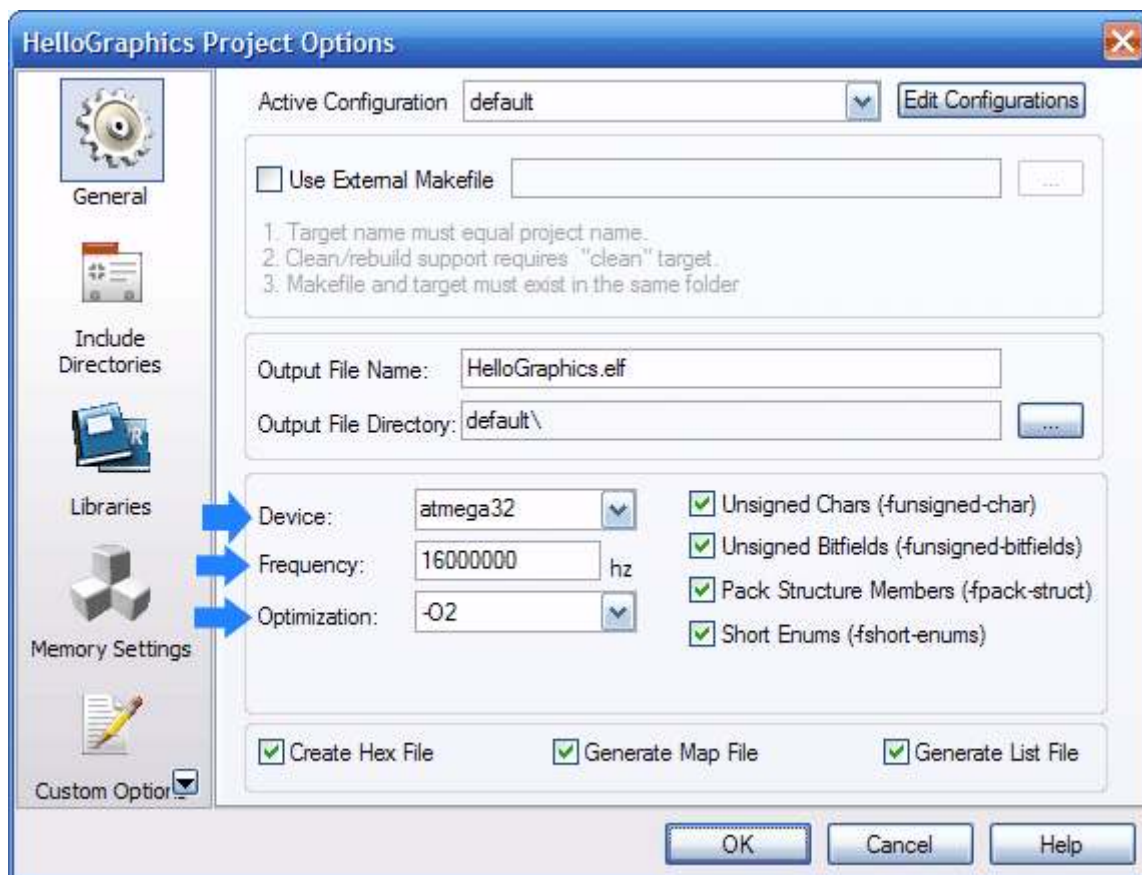 HelloGraphics Project Options
General
Include
Directories
Libraries
Memory Settings
Custom Option
Active Configuration
default
Edit Configurations
Use External Makefile
...
1. Target name must equal project name.
2. Clean/rebuild support requires "clean" target.
3. Makefile and target must exist in the same folder
Output File Name:
HelloGraphics.elf
Output File Directory:
default\
...
Device:
atmega32
Frequency:
16000000
hz
Optimization:
-O2
Unsigned Chars (-funsigned-char)
Unsigned Bitfields (-funsigned-bitfields)
Pack Structure Members (-fpack-struct)
Short Enums (-fshort-enums)
Create Hex File
Generate Map File
Generate List File
OK
Cancel
Help